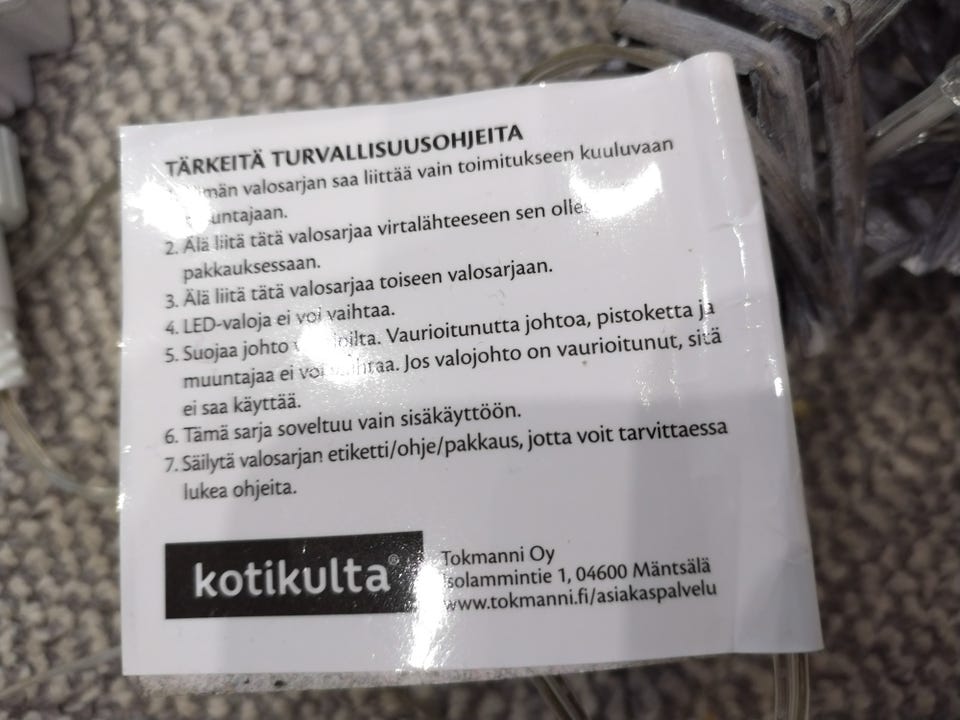 TÄRKEITÄ TURVALLISUUSOHJEITA
valosarjan saa liittää vain toimitukseen kuuluvaan
2. Älä liitä tätä valosarjaa virtalähteeseen sen
pakkauksessaan.
3. Älä liitä tätä valosarjaa toiseen valosarjaan.
4. LED-valoja ei voi vaihtaa.
5. Suojaa johto Vaurioitunutta johtoa, pistoketta ja
muuntajaa ei voi vaihtaa. Jos valojohto on vaurioitunut, sitä
ei saa käyttää.
6. Tämä sarja soveltuu vain sisäkäyttöön.
7. Säilytä valosarjan etiketti/ohje/pakkaus, jotta voit tarvittaessa
lukea ohjeita.
kotikulta®
Tokmanni Oy
Isolammintie 1, 04600 Mäntsälä
www.tokmanni.fi/asiakaspalvelu